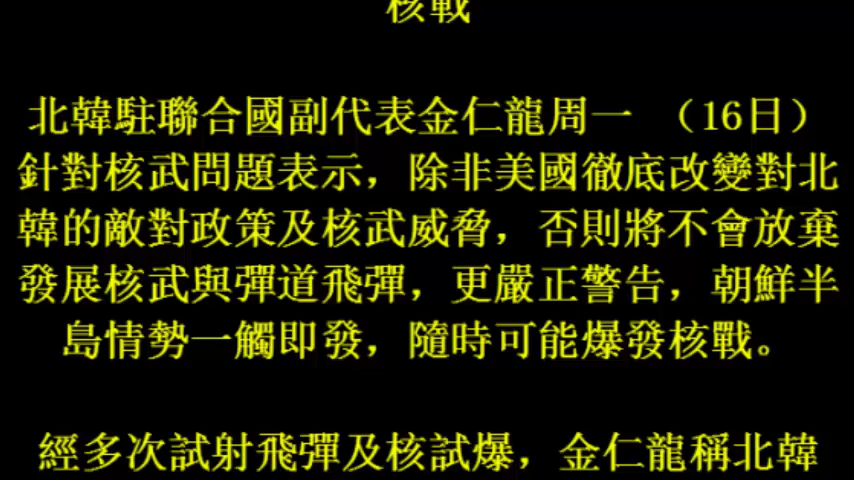 核戰
北韓駐聯合國副代表金仁龍周一 （16日）
針對核武問題表示，除非美國徹底改變對北
韓的敵對政策及核武威脅，否則將不會放棄
發展核武與彈道飛彈，更嚴正警告，朝鮮半
島情勢一觸即發，隨時可能爆發核戰。
經多次試射飛彈及核試爆，金仁龍稱北韓